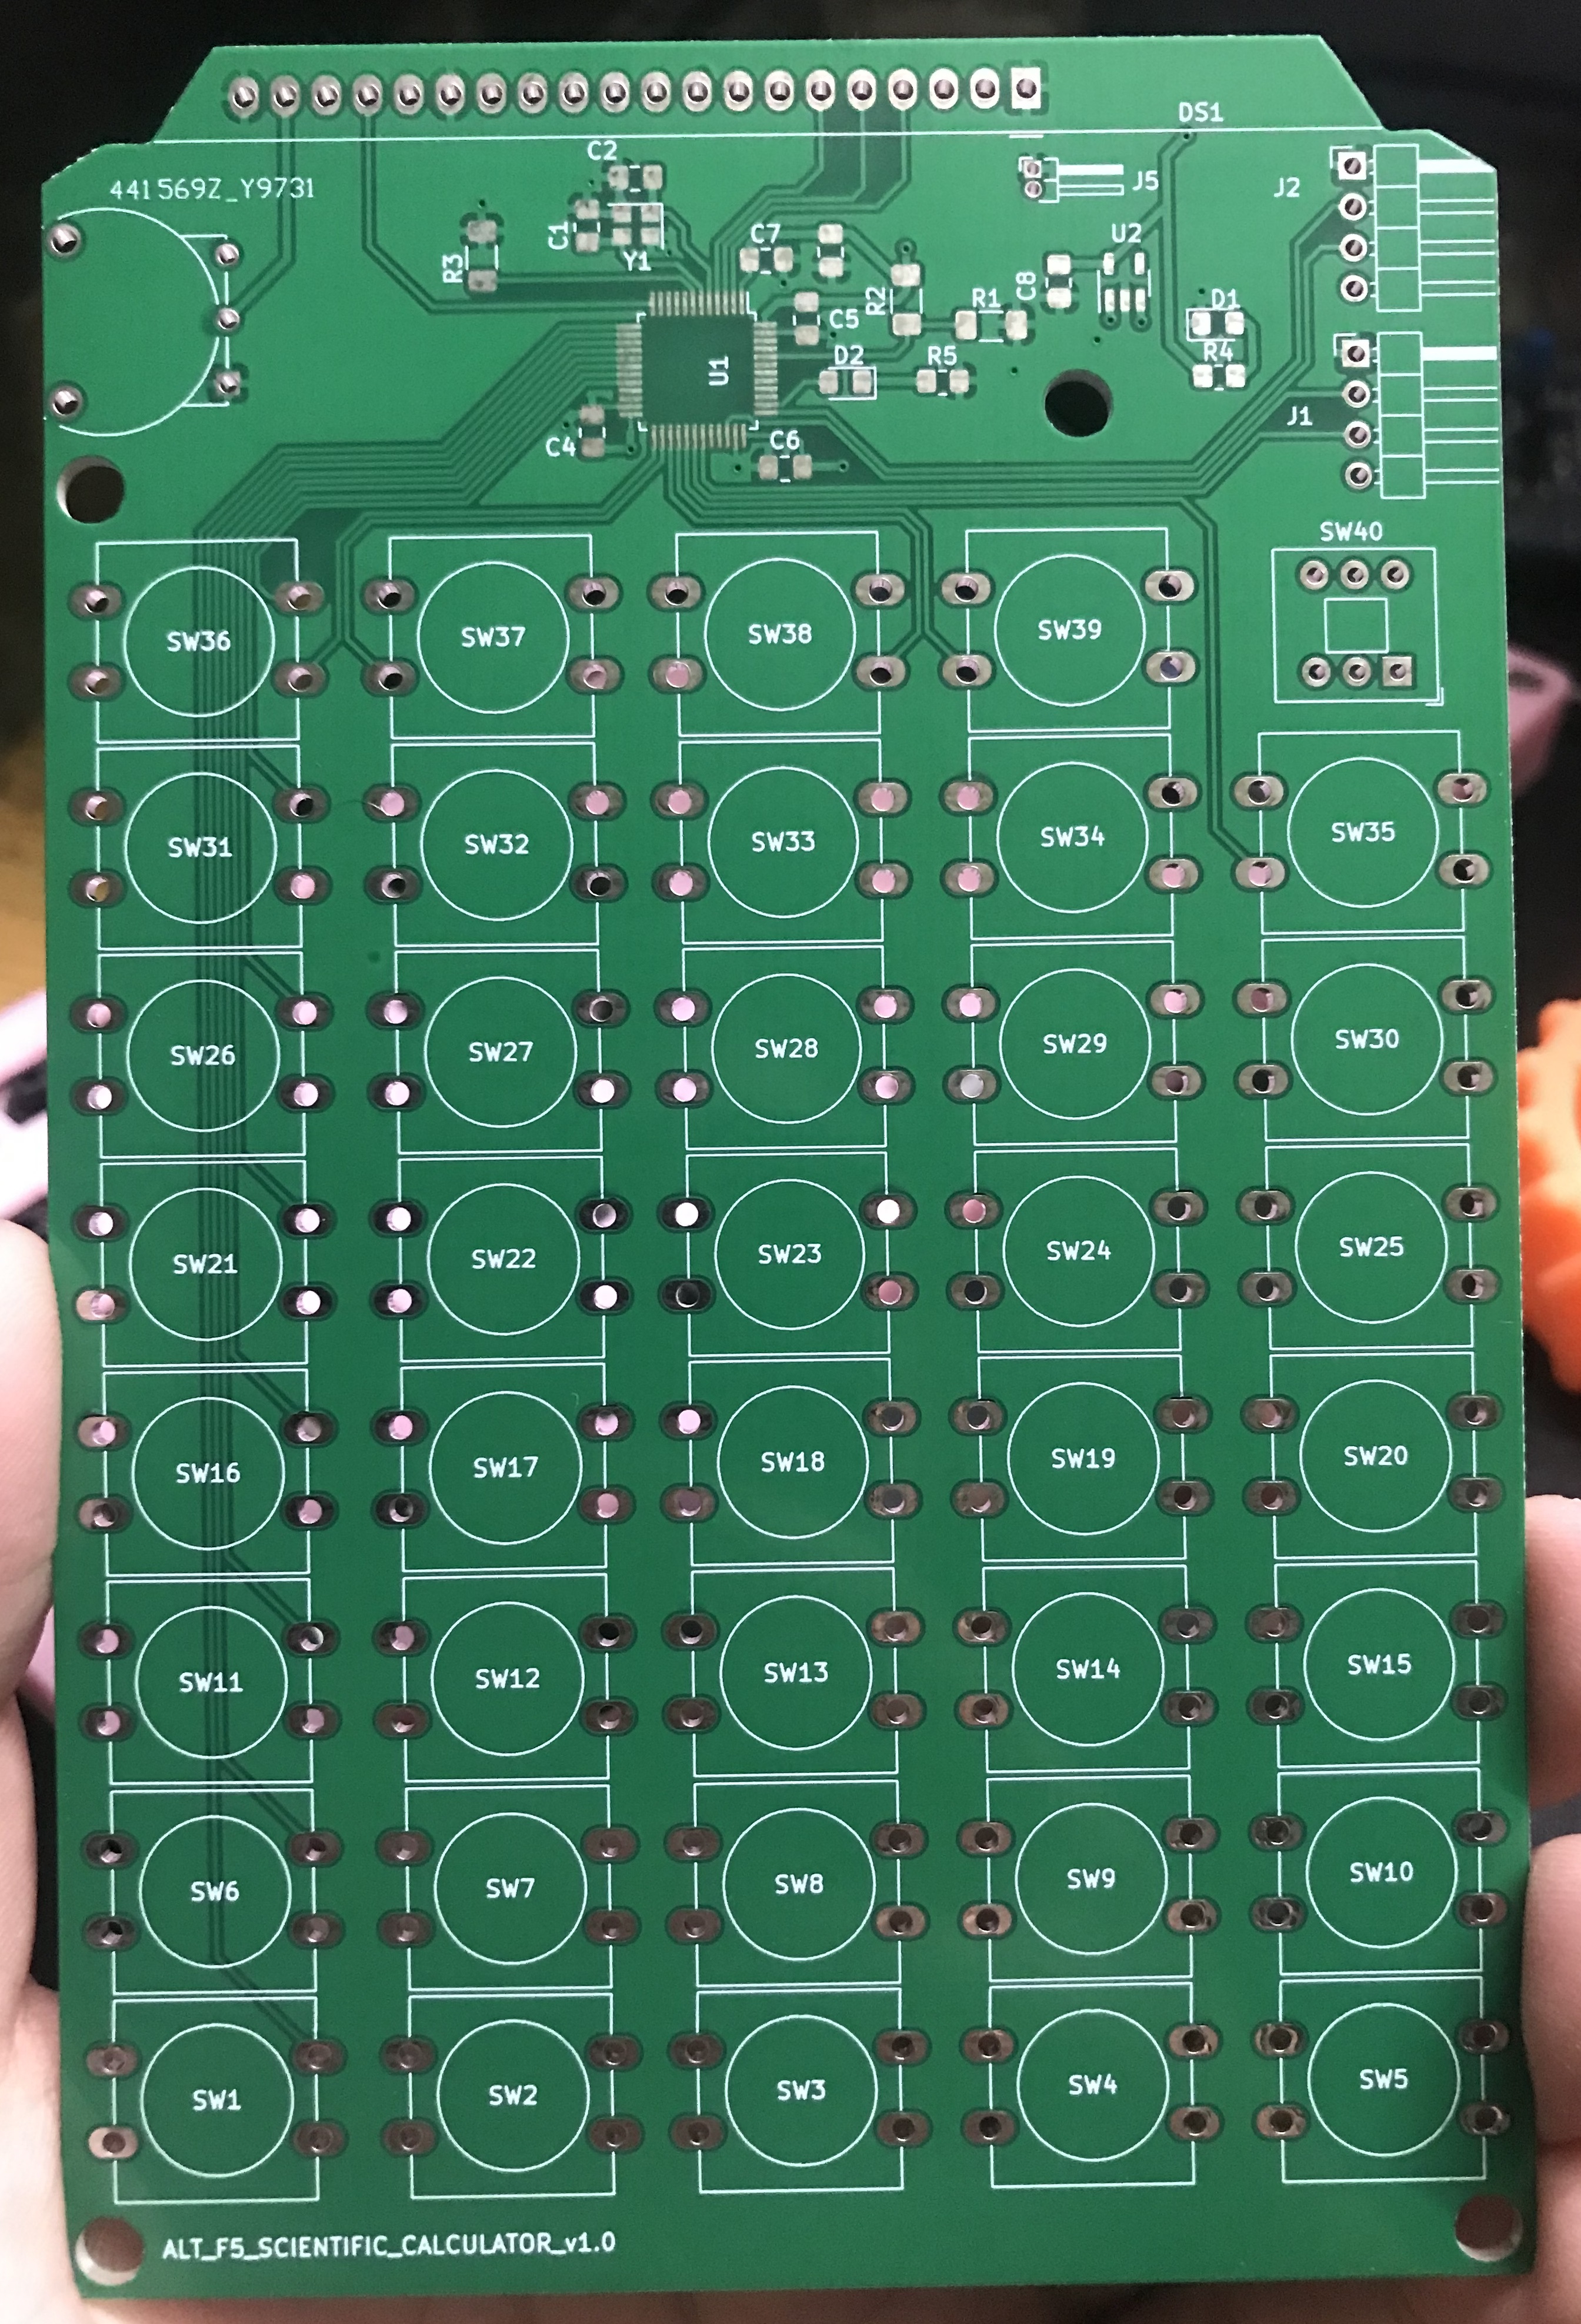 DS1
C2
441569Z_Y9731
J5
J2
C1
R3
Y1
C7
U2
R2
C8
R1
D1
C5
D2
R5
R4
U1
J1
C4
C6
SW40
SW36 SW37 SW38 SW39
SW31 SW32 SW33 SW34 SW35
SW26 SW27 SW28 SW29 SW30
SW21 SW22 SW23 SW24 SW25
SW16 SW17 SW18 SW19 SW20
SW11 SW12 SW13 SW14 SW15
SW6 SW7 SW8 SW9 SW10
SW1 SW2 SW3 SW4 SW5
ALT_F5_SCIENTIFIC_CALCULATOR_v1.0